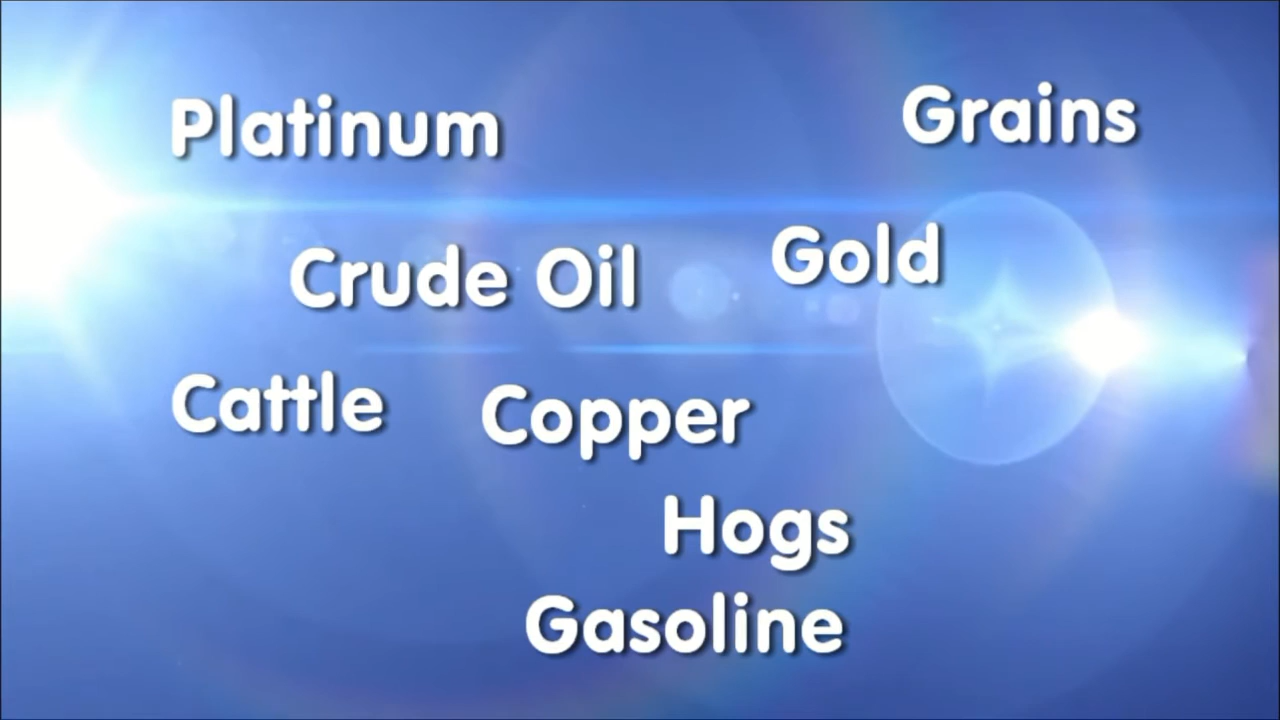 Platinum
Grains
Crude Oil
Gold
Cattle
Copper
Hogs
Gasoline